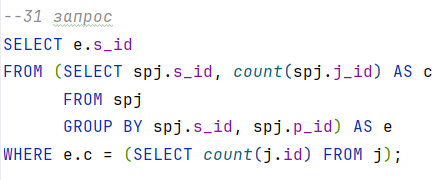 --31 запрос
SELECT e.s_id
FROM (SELECT spj.s_id, count(spj.j_id) AS c
FROM spj
GROUP BY spj.s_id, spj.p_id) AS e
WHERE e.c = (SELECT count(j.id) FROM j);